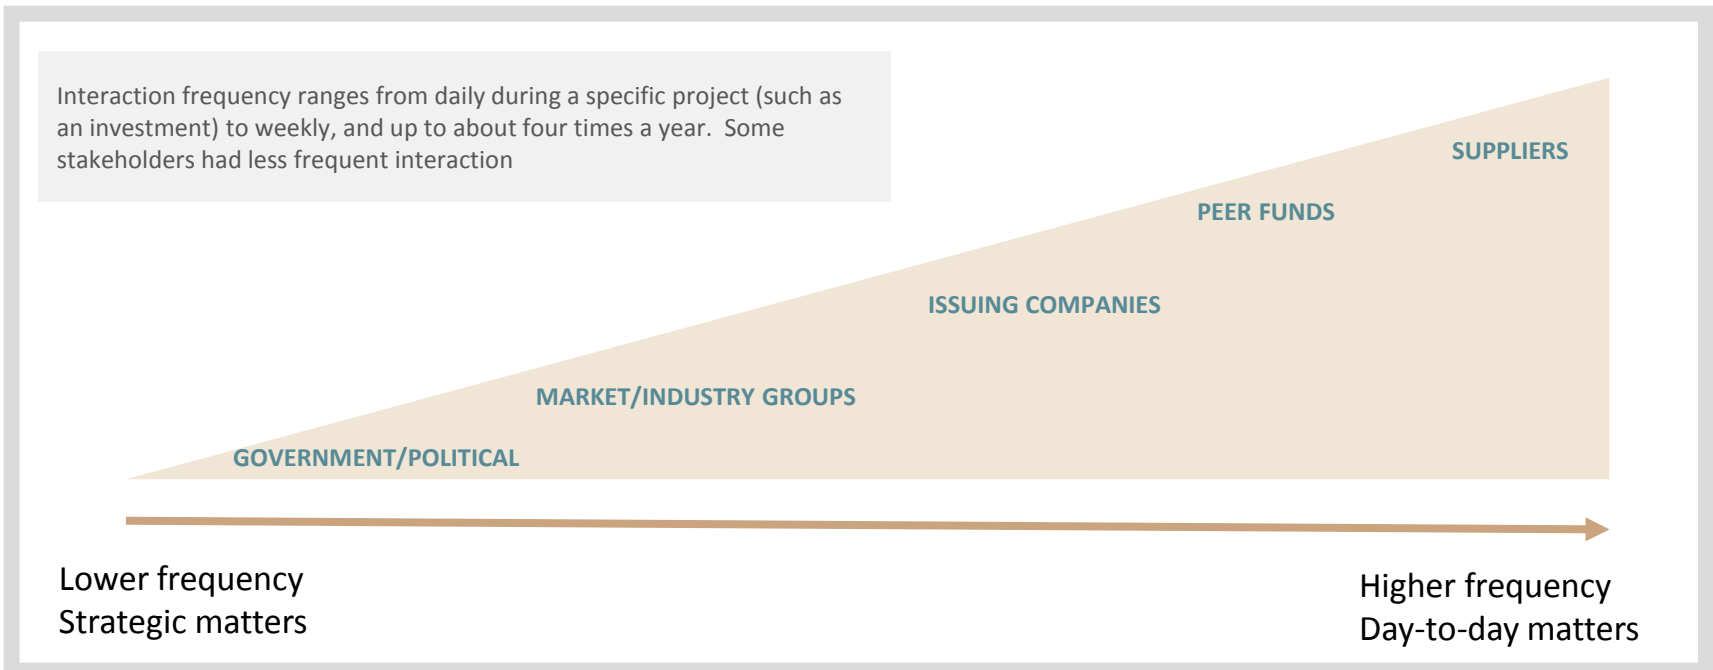 Interaction frequency ranges from daily during a specific project (such as
an investment) to weekly, and up to about four times a year.  Some
stakeholders had less frequent interaction
SUPPLIERS
PEER FUNDS
ISSUING COMPANIES
MARKET/INDUSTRY GROUPS
GOVERNMENT/POLITICAL
Lower frequency
Strategic matters
Higher frequency
Day-to-day matters